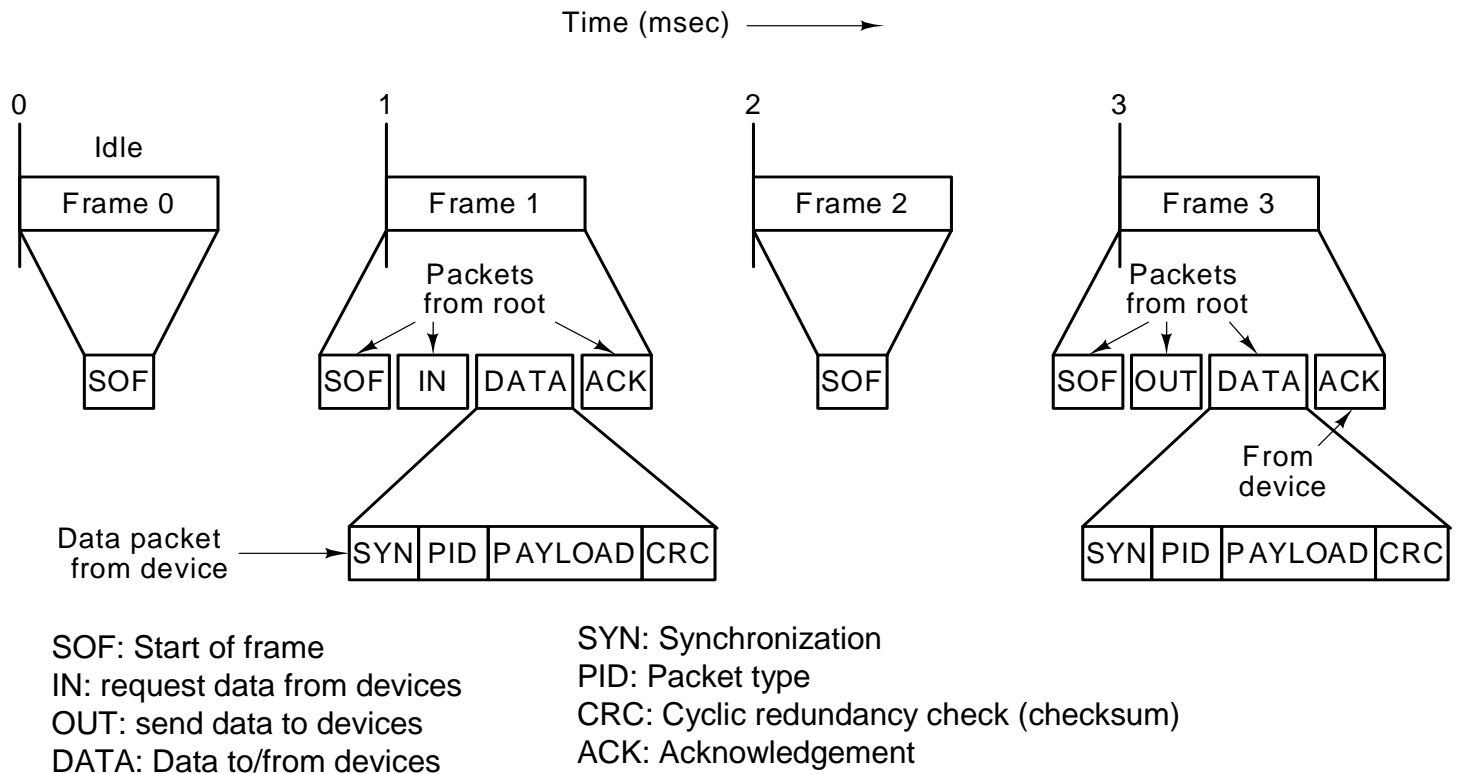 Time (msec)
0
1
2
3
Idle
Frame 0
Frame 1
Frame 2
Frame 3
Packets
from root
Packets
from root
SOF
SOF
IN
DATA
ACK
SOF
SOF
OUT
DATA
ACK
From
device
Data packet
from device
SYN
PID
PAYLOAD
CRC
SYN
PID
PAYLOAD
CRC
SOF: Start of frame
IN: request data from devices
OUT: send data to devices
DATA: Data to/from devices
SYN: Synchronization
PID: Packet type
CRC: Cyclic redundancy check (checksum)
ACK: Acknowledgement